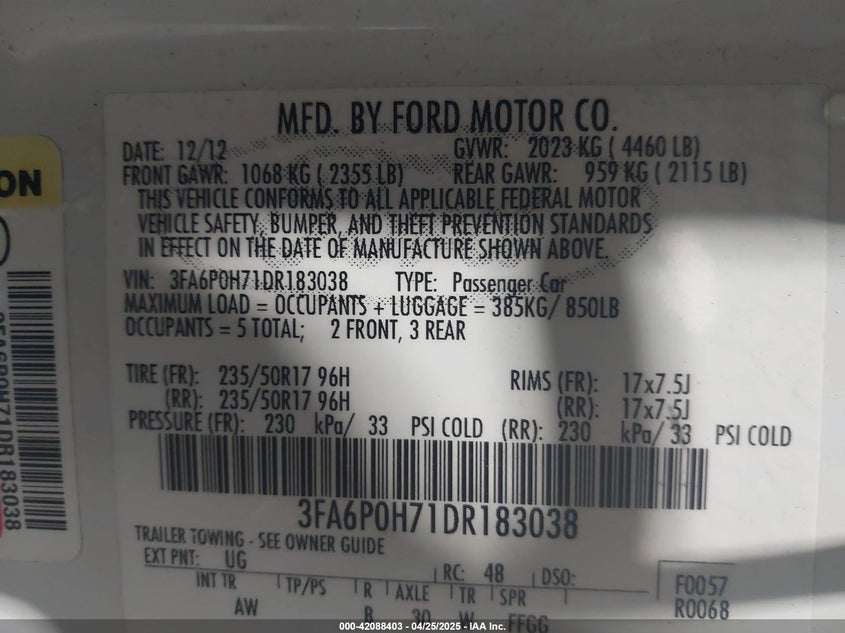 MFD. BY FORD MOTOR CO.
DATE: 12/12 GVWR: 2023 KG ( 4460 LB)
FRONT GAWR: 1068 KG ( 2355 LB) REAR GAWR: 959 KG ( 2115 LB)
THIS VEHICLE CONFORMS TO ALL APPLICABLE FEDERAL MOTOR
VEHICLE SAFETY, BUMPER, AND THEFT PREVENTION STANDARDS
IN EFFECT ON THE DATE OF MANUFACTURE SHOWN ABOVE.
VIN: 3FA6P0H71DR183038 TYPE: Passenger Car
MAXIMUM LOAD = OCCUPANTS + LUGGAGE = 385KG/ 850LB
OCCUPANTS = 5 TOTAL; 2 FRONT, 3 REAR
TIRE (FR): 235/50R17 96H RIMS (FR): 17x7.5J
(RR): 235/50R17 96H (RR): 17x7.5J
PRESSURE (FR): 230 kPa/ 33 PSI COLD (RR): 230 kPa/ 33 PSI COLD
3FA6P0H71DR183038
TRAILER TOWING - SEE OWNER GUIDE
EXT PNT: UG RC: 48 DSO:
INT TR TP/PS R AXLE TR SPR
AW B 30 W FFGG
F0057
R0068
ON
3FA6P0H71DR183038
000-42088403 - 04/25/2025 - IAA Inc.